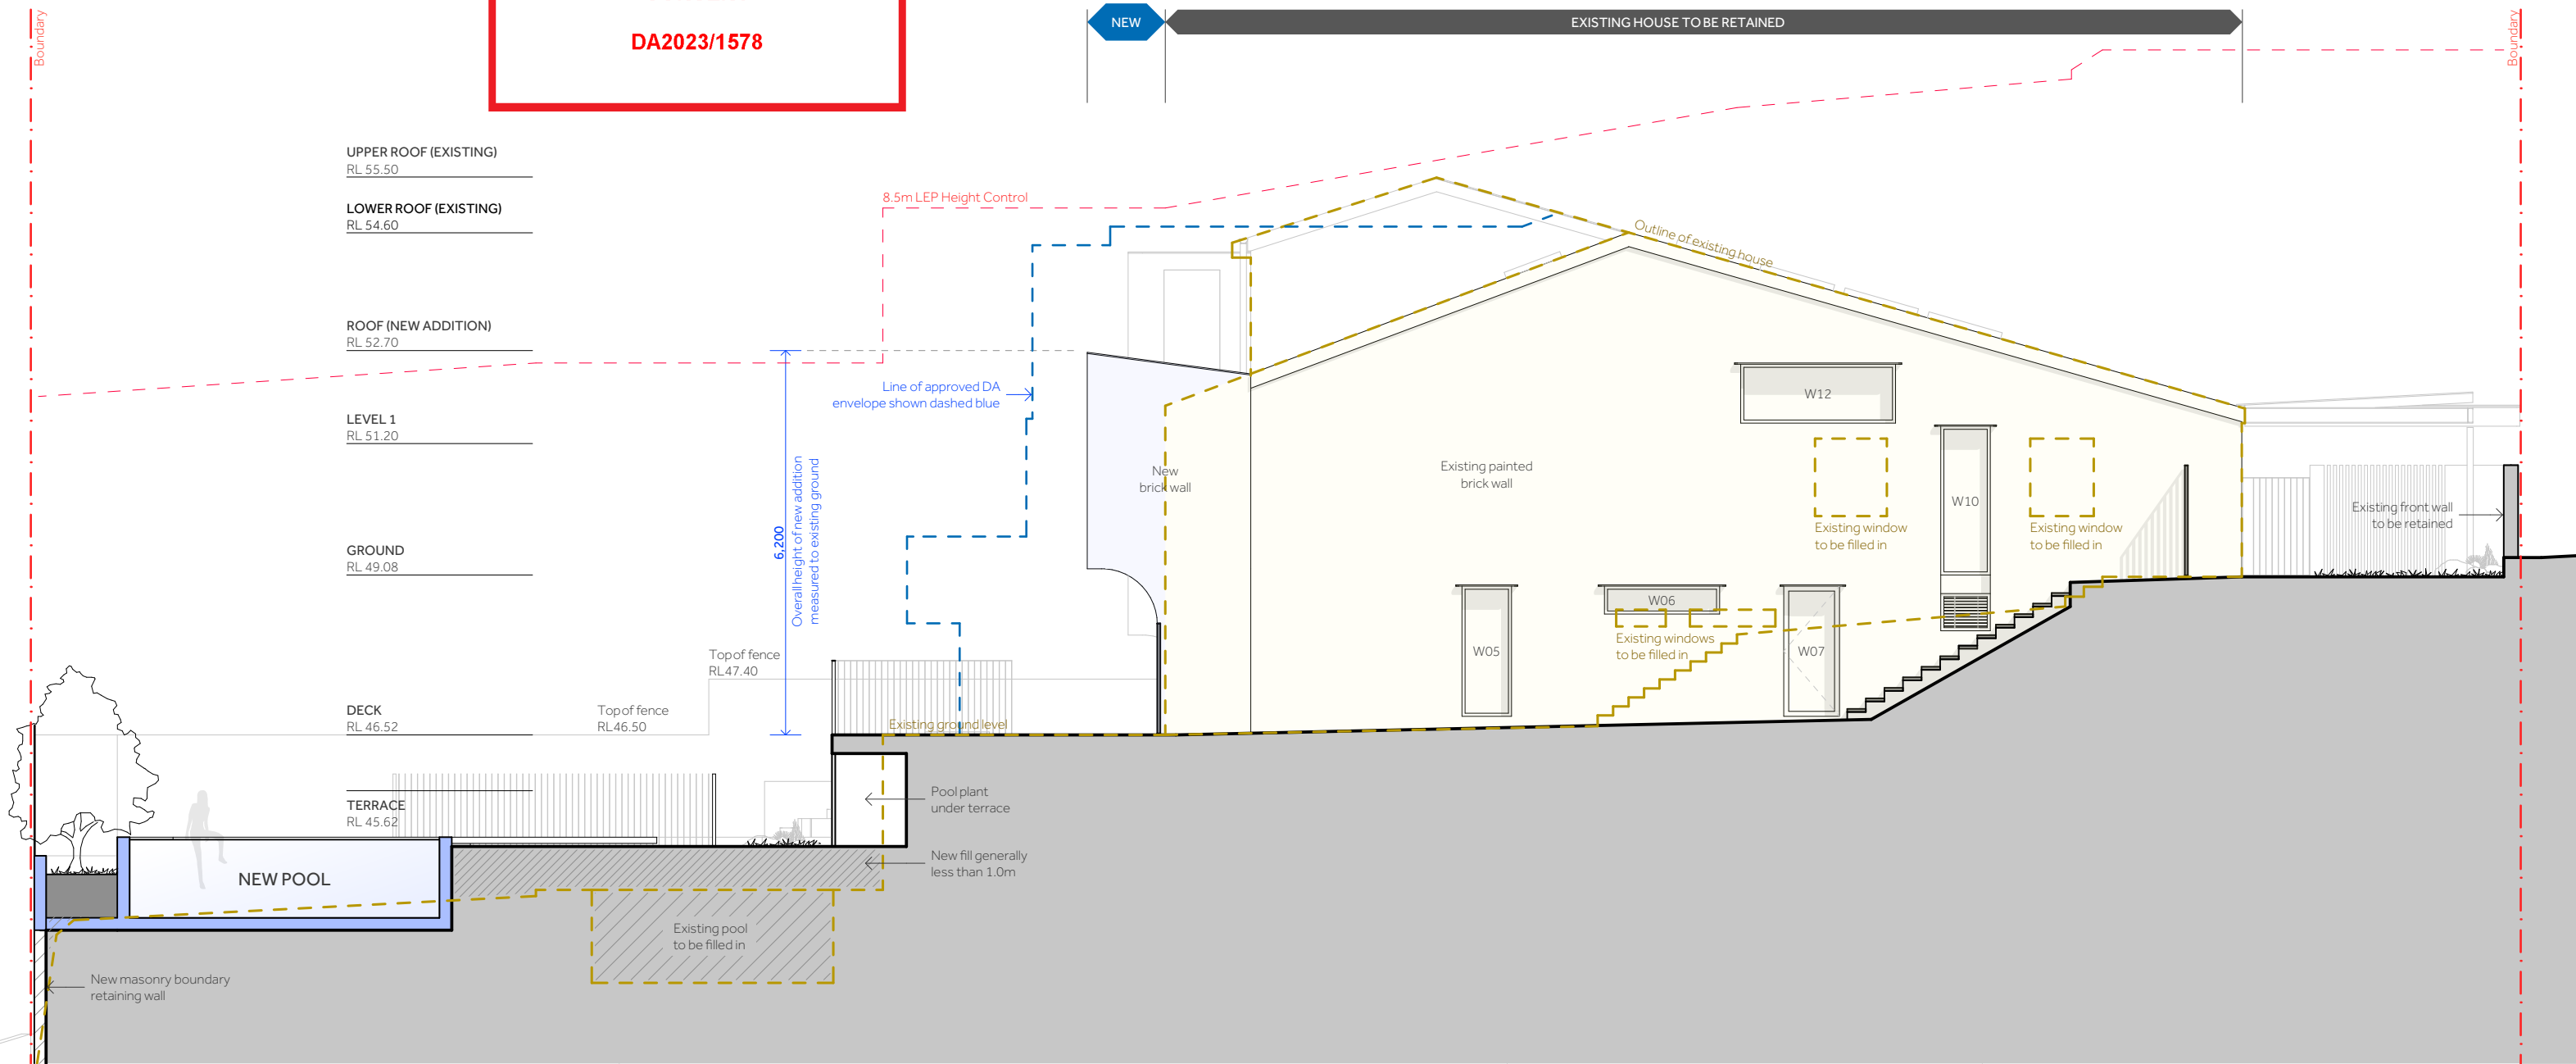 Boundary
DA2023/1578
NEW
EXISTING HOUSE TO BE RETAINED
Boundary
UPPER ROOF (EXISTING)
RL 55.50
LOWER ROOF (EXISTING)
RL 54.60
8.5m LEP Height Control
Outline of existing house
ROOF (NEW ADDITION)
RL 52.70
Line of approved DA
envelope shown dashed blue
W12
LEVEL 1
RL 51.20
6,200
Overall height of new addition
measured to existing ground
New
brick wall
Existing painted
brick wall
W10
Existing window
to be filled in
Existing window
to be filled in
Existing front wall
to be retained
GROUND
RL 49.08
W06
Existing windows
to be filled in
W05
W07
Top of fence
RL47.40
DECK
RL 46.52
Top of fence
RL46.50
Existing ground level
TERRACE
RL 45.62
Pool plant
under terrace
New fill generally
less than 1.0m
NEW POOL
Existing pool
to be filled in
New masonry boundary
retaining wall